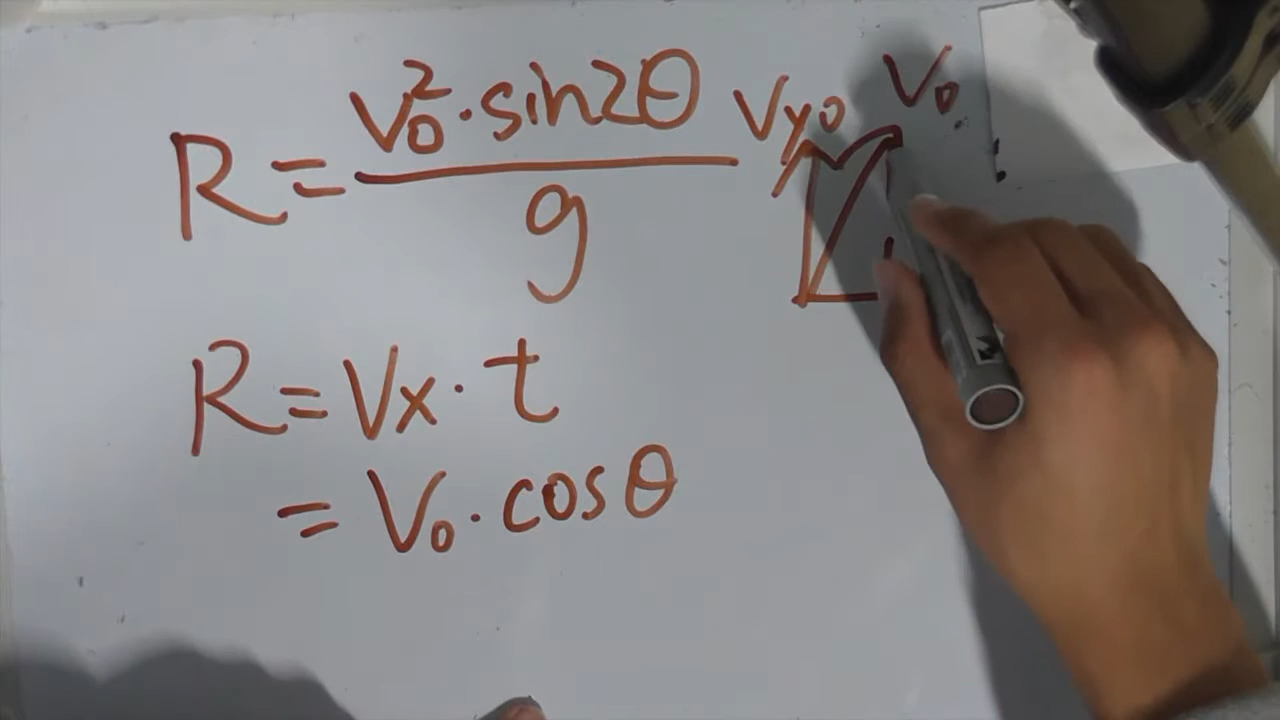 R = V₀² · sin2θ / g
Vy0
V0
R = Vx · t
= V0 · cosθ